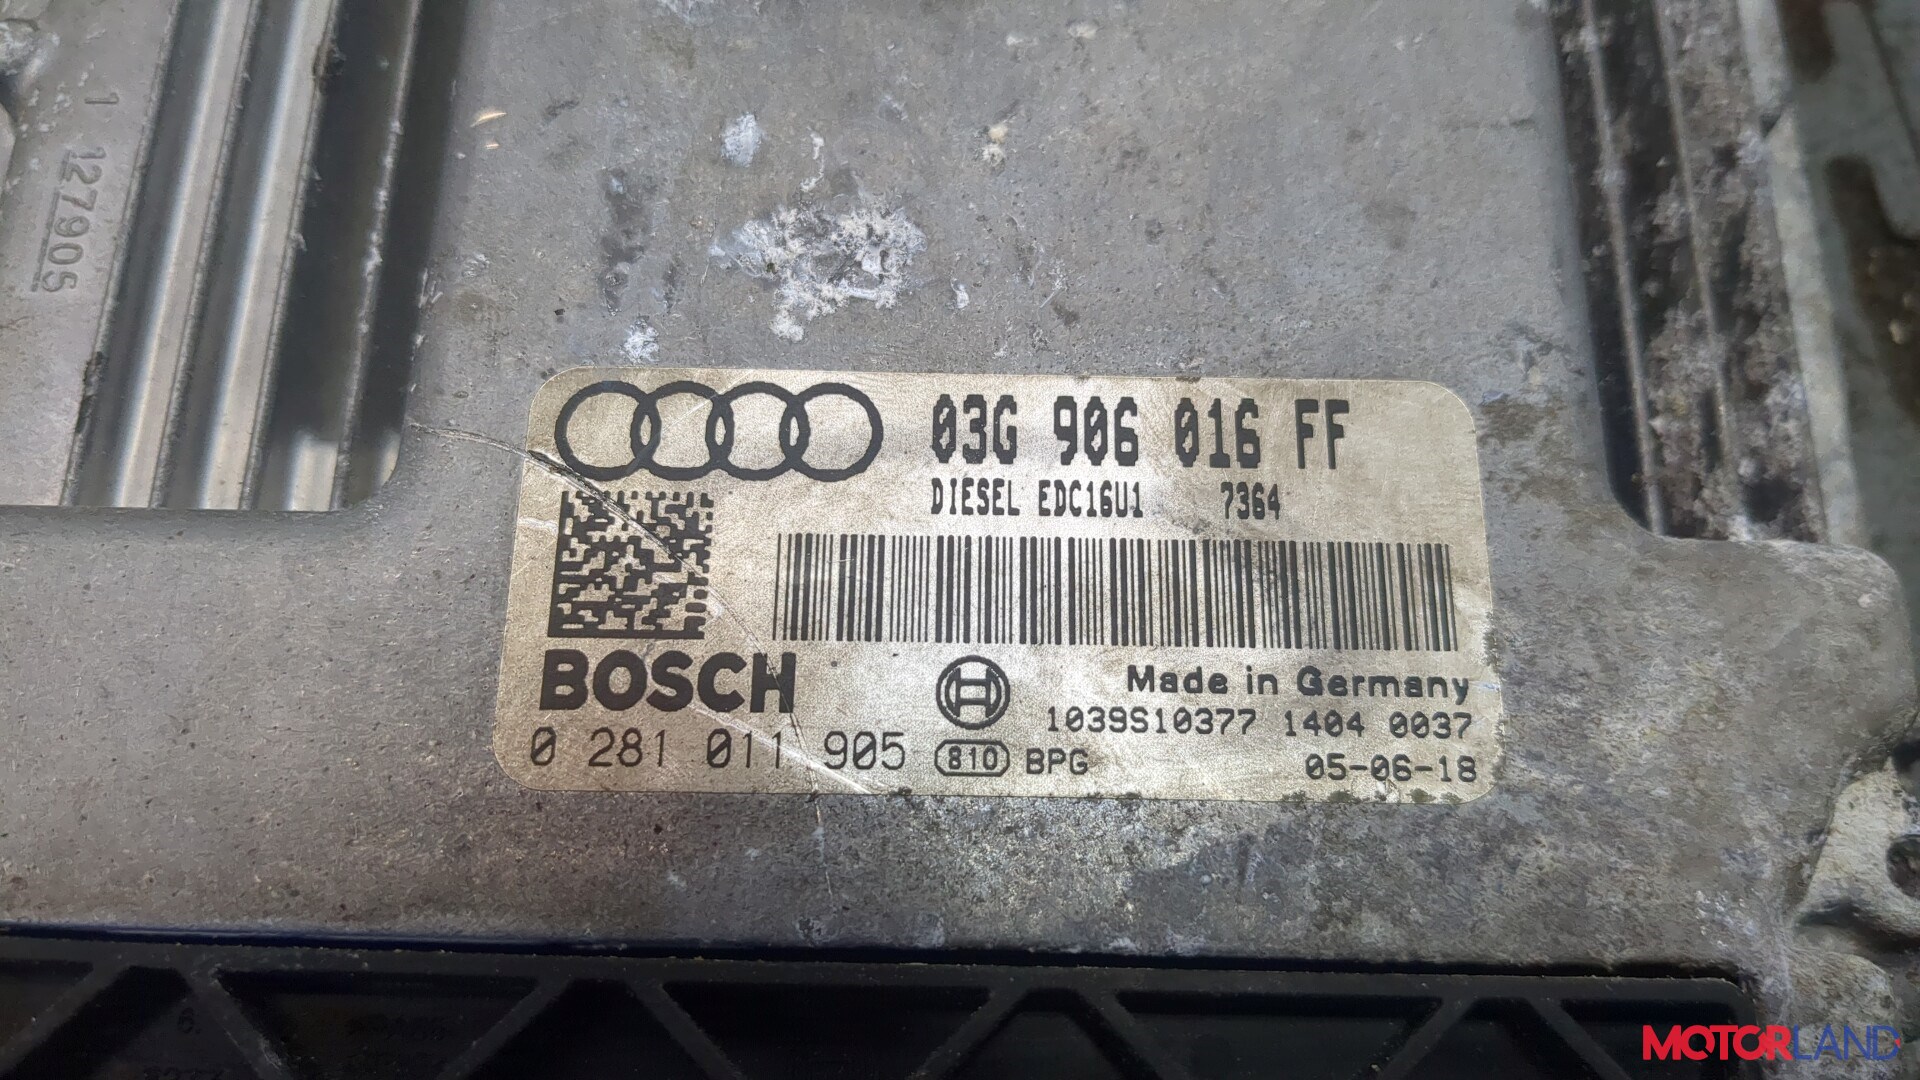 1 127905
03G 906 016 FF
DIESEL EDC16U1 7364
BOSCH
Made in Germany
1039S10377 1404 0037
0 281 011 905 810 BPG 05-06-18
MOTORLAND